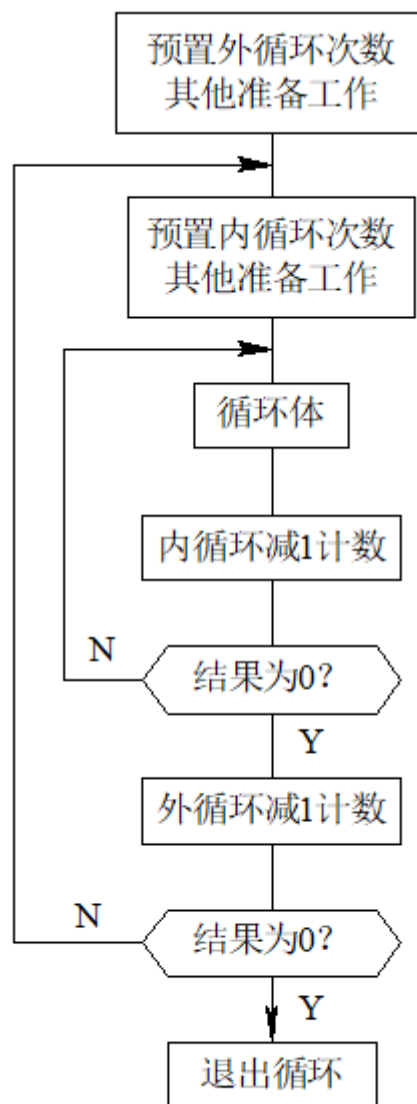 预置外循环次数
其他准备工作
预置内循环次数
其他准备工作
循环体
内循环减1计数
N
结果为0?
Y
外循环减1计数
N
结果为0?
Y
退出循环